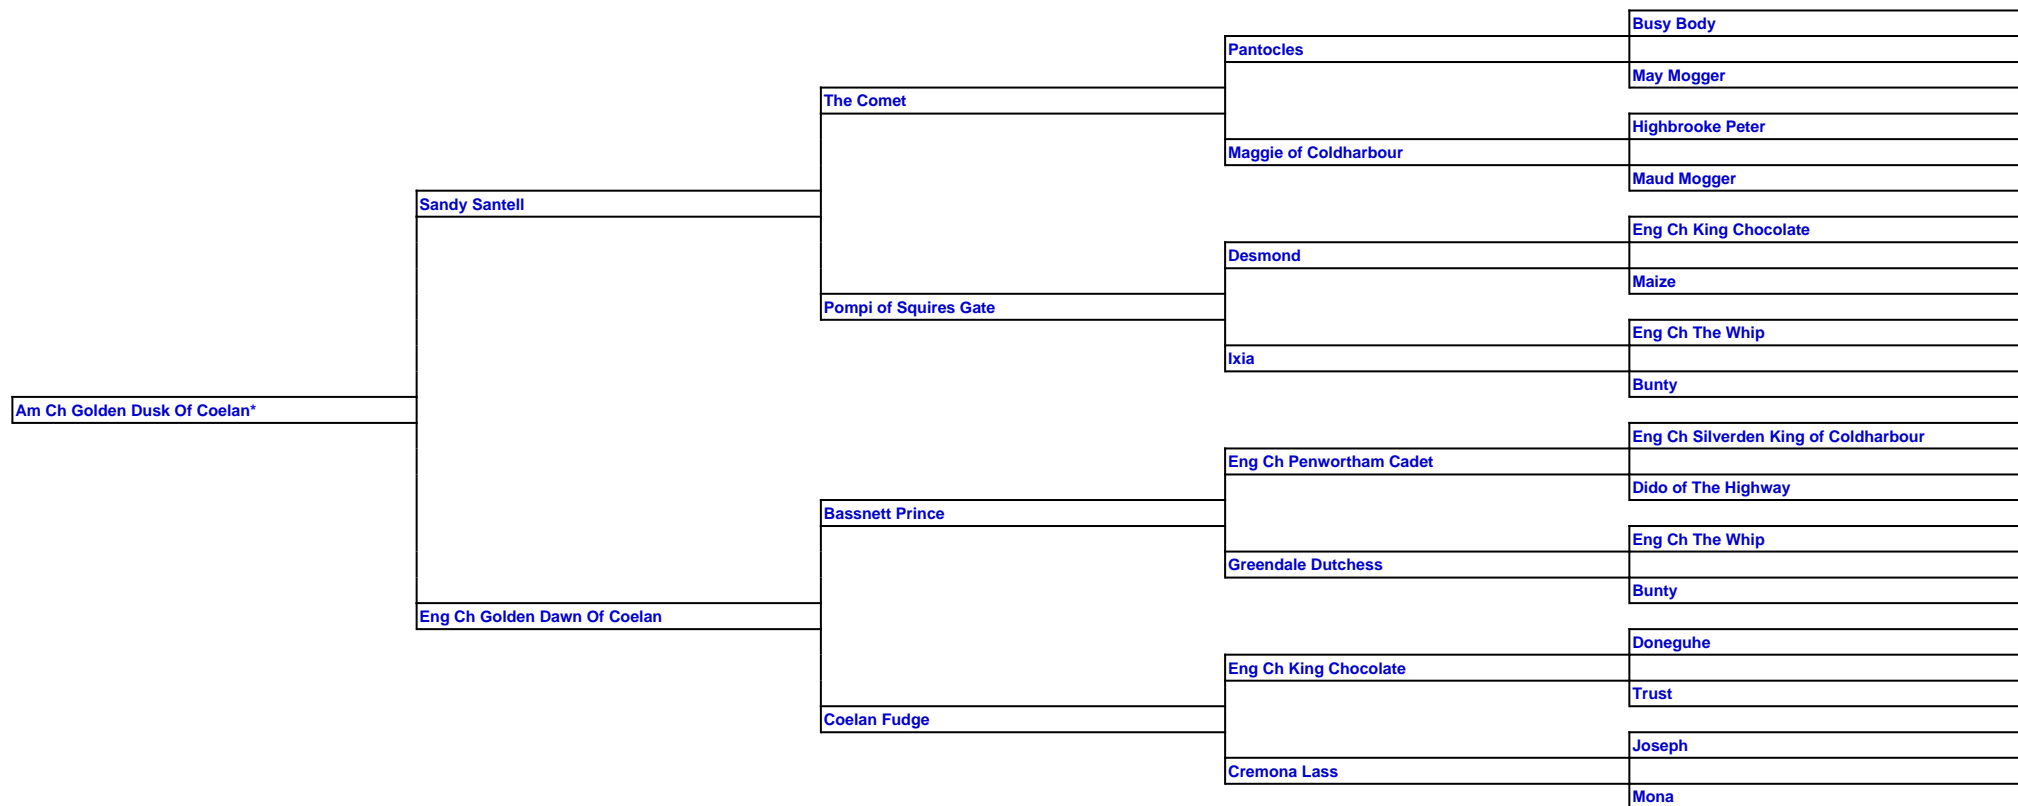 Busy Body
Pantocles
May Mogger
The Comet
Highbrooke Peter
Maggie of Coldharbour
Maud Mogger
Sandy Santell
Eng Ch King Chocolate
Desmond
Maize
Pompi of Squires Gate
Eng Ch The Whip
Ixia
Bunty
Am Ch Golden Dusk Of Coelan*
Eng Ch Silverden King of Coldharbour
Eng Ch Penwortham Cadet
Dido of The Highway
Bassnett Prince
Eng Ch The Whip
Greendale Dutchess
Bunty
Eng Ch Golden Dawn Of Coelan
Doneguhe
Eng Ch King Chocolate
Trust
Coelan Fudge
Joseph
Cremona Lass
Mona